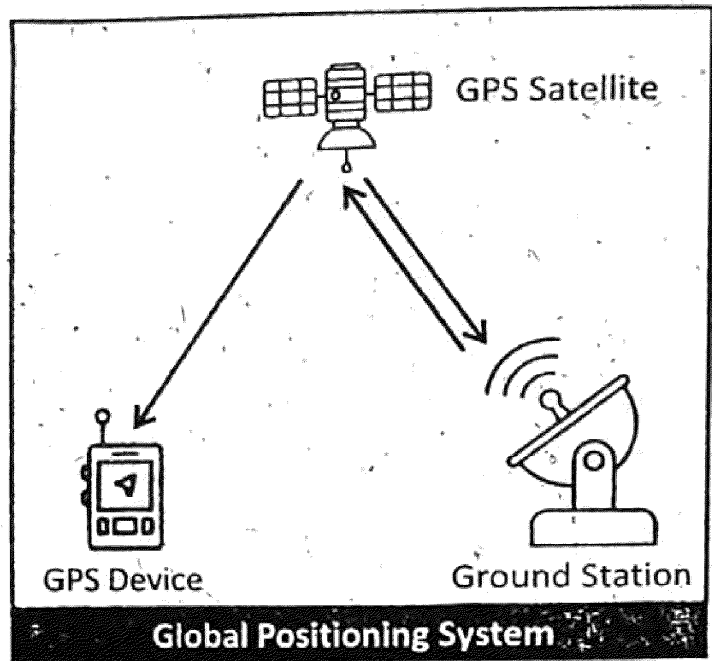 GPS Satellite
GPS Device
Ground Station
Global Positioning System